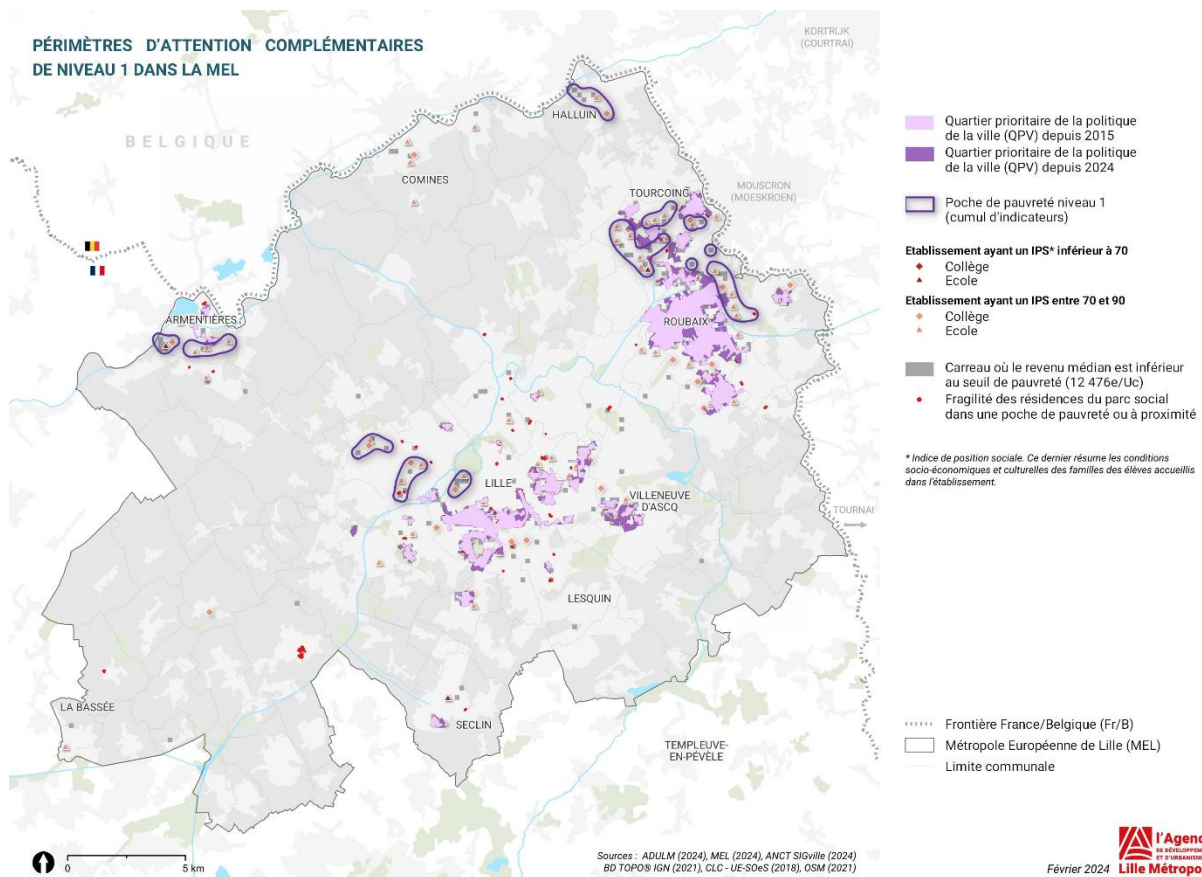 PÉRIMÈTRES D'ATTENTION COMPLÉMENTAIRES
DE NIVEAU 1 DANS LA MEL
KORTRIJK
(COURTRAI)
BELGIQUE
HALLUIN
COMINES
TOURCOING
MOUSCRON
(MOESKROEN)
ARMENTIÈRES
ROUBAIX
LILLE
VILLENEUVE
D'ASCQ
TOURNAI
LESQUIN
LA BASSÉE
SECLIN
TEMPLEUVE-
EN-PÉVÈLE
0 5 km
Sources : ADULM (2024), MEL (2024), ANCT SIGville (2024)
BD TOPO® IGN (2021), CLC - UE-SOeS (2018), OSM (2021)
Quartier prioritaire de la politique
de la ville (QPV) depuis 2015
Quartier prioritaire de la politique
de la ville (QPV) depuis 2024
Poche de pauvreté niveau 1
(cumul d'indicateurs)
Etablissement ayant un IPS* inférieur à 70
Collège
Ecole
Etablissement ayant un IPS entre 70 et 90
Collège
Ecole
Carreau où le revenu médian est inférieur
au seuil de pauvreté (12 476e/Uc)
Fragilité des résidences du parc social
dans une poche de pauvreté ou à proximité
* Indice de position sociale. Ce dernier résume les conditions
socio-économiques et culturelles des familles des élèves accueillis
dans l'établissement.
Frontière France/Belgique (Fr/B)
Métropole Européenne de Lille (MEL)
Limite communale
Février 2024
l'Agenc
DE DÉVELOPPEM
ET D'URBANISM
Lille Métropo